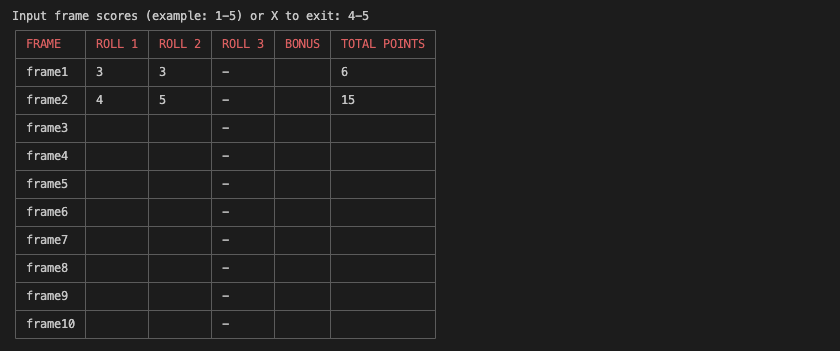 Input frame scores (example: 1-5) or X to exit: 4-5
FRAME ROLL 1 ROLL 2 ROLL 3 BONUS TOTAL POINTS
frame1 3 3 - 6
frame2 4 5 - 15
frame3 -
frame4 -
frame5 -
frame6 -
frame7 -
frame8 -
frame9 -
frame10 -